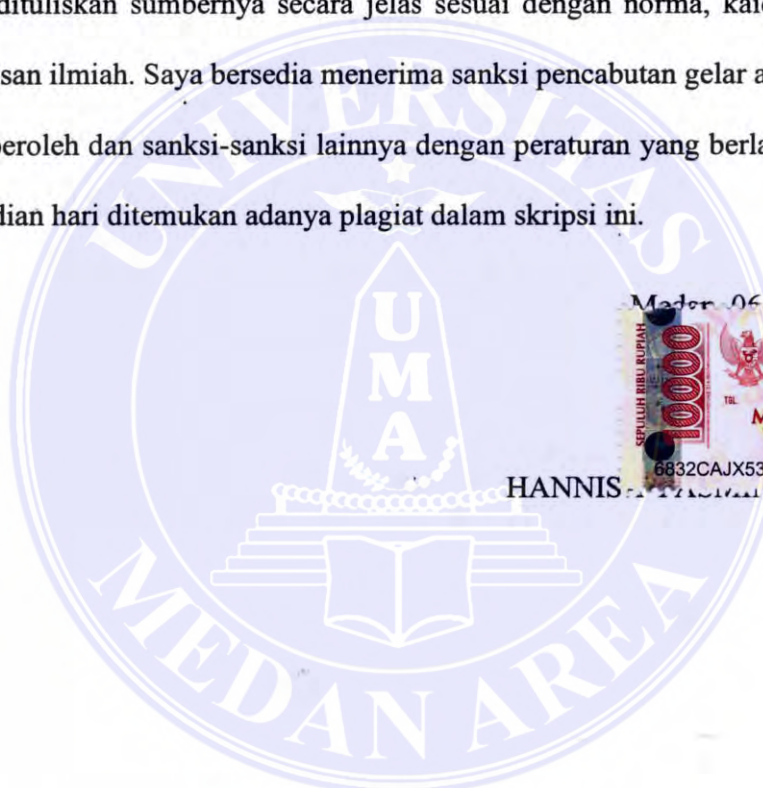 dituliskan sumbernya secara jelas sesuai dengan norma,
san ilmiah. Saya bersedia menerima sanksi pencabutan gelar
peroleh dan sanksi-sanksi lainnya dengan peraturan yang
dian hari ditemukan adanya plagiat dalam skripsi ini.
UNIVERSITAS
UMA
06
SEPULUH RIBU RUPIAH
10000
TGL.
6832CAJX53
HANNIS
MEDAN AREA